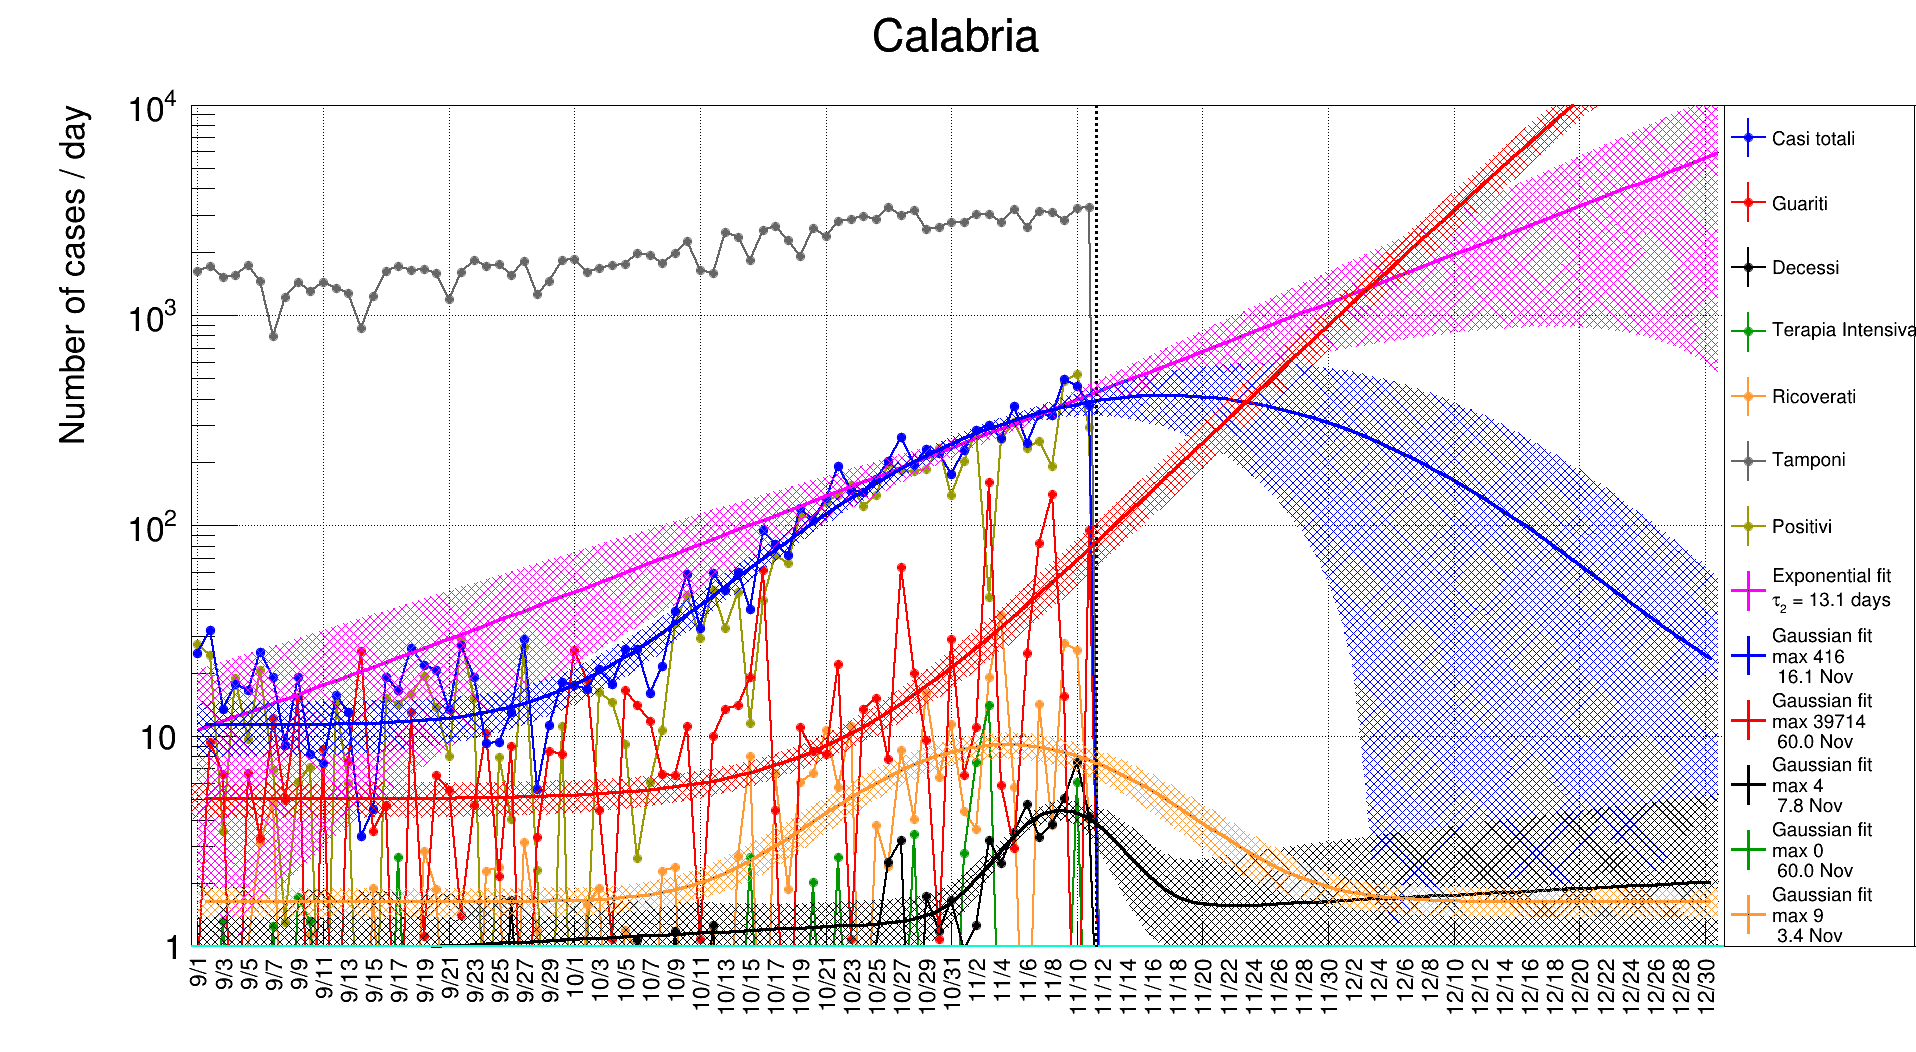 Calabria
Number of cases / day
10^4
10^3
10^2
10
1
9/1
9/3
9/5
9/7
9/9
9/11
9/13
9/15
9/17
9/19
9/21
9/23
9/25
9/27
9/29
10/1
10/3
10/5
10/7
10/9
10/11
10/13
10/15
10/17
10/19
10/21
10/23
10/25
10/27
10/29
10/31
11/2
11/4
11/6
11/8
11/10
11/12
11/14
11/16
11/18
11/20
11/22
11/24
11/26
11/28
11/30
12/2
12/4
12/6
12/8
12/10
12/12
12/14
12/16
12/18
12/20
12/22
12/24
12/26
12/28
12/30
Casi totali
Guariti
Decessi
Terapia Intensiva
Ricoverati
Tamponi
Positivi
Exponential fit
τ2 = 13.1 days
Gaussian fit
max 416
16.1 Nov
Gaussian fit
max 39714
60.0 Nov
Gaussian fit
max 4
7.8 Nov
Gaussian fit
max 0
60.0 Nov
Gaussian fit
max 9
3.4 Nov